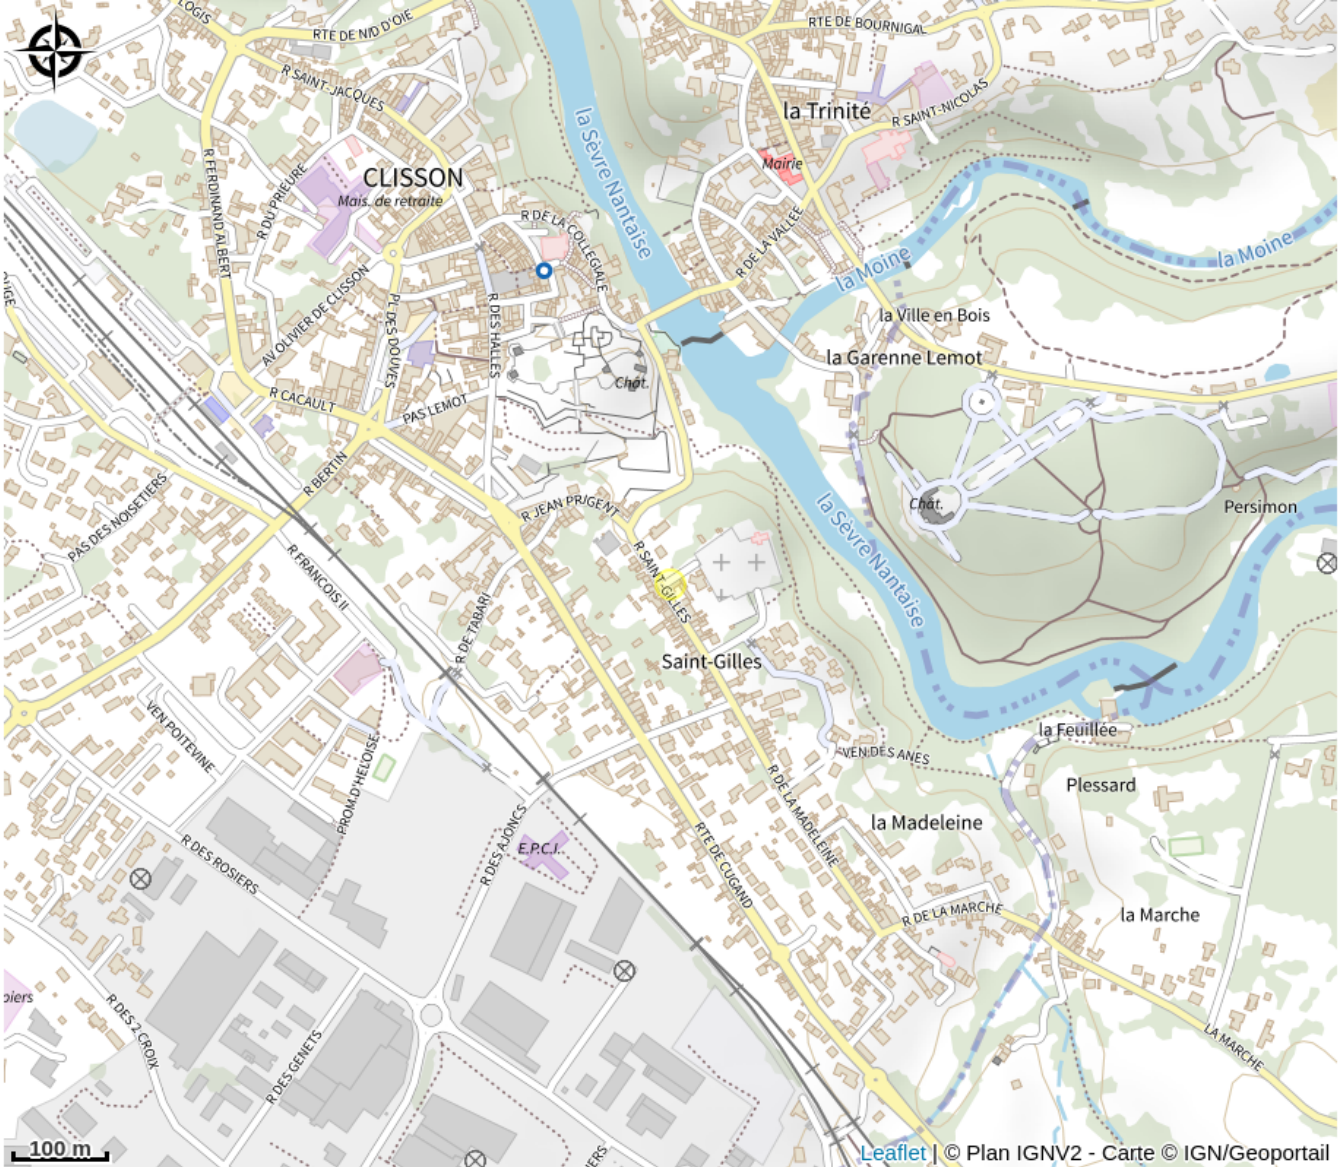 LOGIS
RTE DE NID D'OIE
RTE DE BOURNIGAL
R SAINT-JACQUES
la Trinité
R SAINT-NICOLAS
la Sèvre Nantaise
Mairie
CLISSON
Mais. de retraite
R FERDINAND ALBERT
R DU PRIEURE
R DE LA COLLEGIALE
R DE LA VALLEE
la Moine
la Moine
AV OLIVIER DE CLISSON
PL DES DOUVES
R DES HALLES
la Ville en Bois
la Garenne Lemot
Chât.
R CACAULT
PAS LEMOT
R BERTIN
R JEAN PRIGENT
Chât.
Persimon
PAS DES NOISETIERS
R FRANCOIS II
R SAINT-GILLES
la Sèvre Nantaise
R DE TABARI
Saint-Gilles
VEN POITEVINE
PROM D'HELOISE
VEN DES ANES
la Feuillée
Plessard
R DE LA MADELEINE
la Madeleine
RTE DE CUGAND
R DES AJONCS
E.P.C.I.
R DES ROSIERS
R DE LA MARCHE
la Marche
R DES 2 CROIX
R DES GENETS
LA MARCHE
100 m
Leaflet | © Plan IGNV2 - Carte © IGN/Geoportail